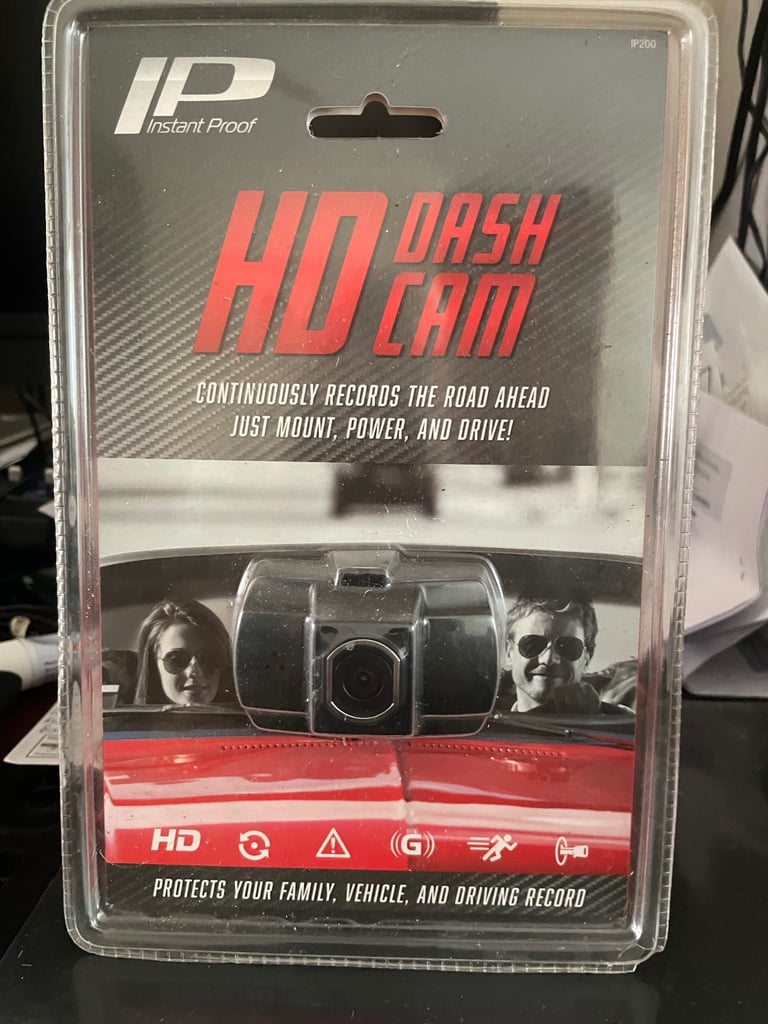 IP200
IP
Instant Proof
HD DASH
CAM
CONTINUOUSLY RECORDS THE ROAD AHEAD
JUST MOUNT, POWER, AND DRIVE!
HD
G
PROTECTS YOUR FAMILY, VEHICLE, AND DRIVING RECORD